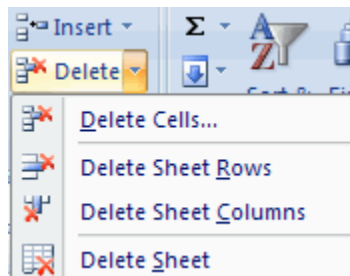 Insert
Σ
A
Z
Delete
Delete Cells...
Delete Sheet Rows
Delete Sheet Columns
Delete Sheet